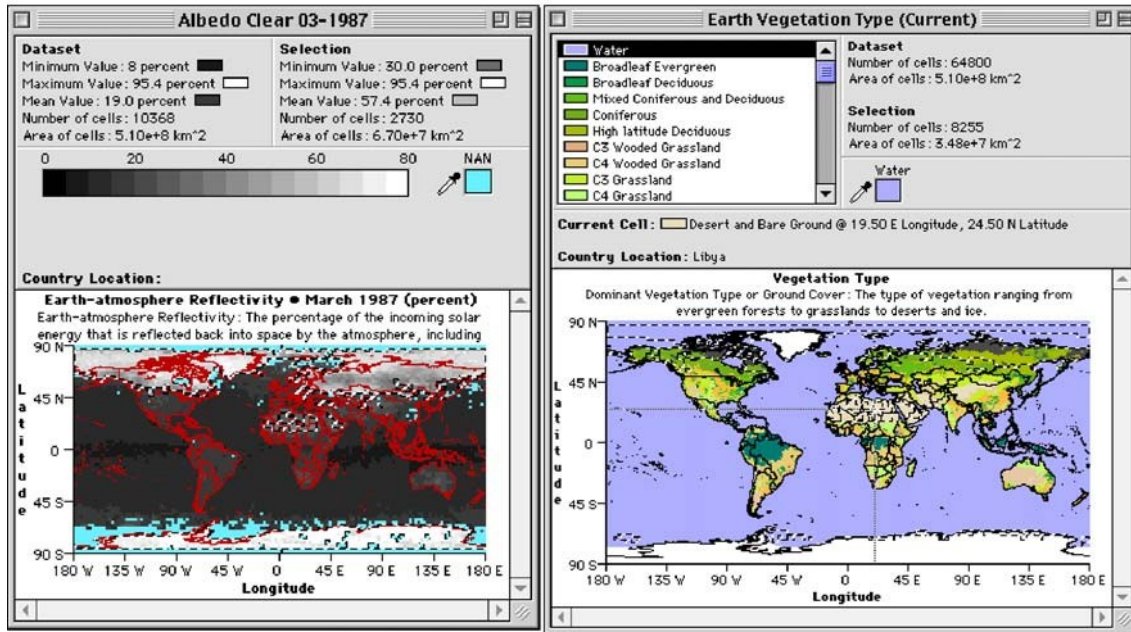 Albedo Clear 03-1987
Dataset
Minimum Value: 8 percent
Maximum Value: 95.4 percent
Mean Value: 19.0 percent
Number of cells: 10368
Area of cells: 5.10e+8 km^2
Selection
Minimum Value: 30.0 percent
Maximum Value: 95.4 percent
Mean Value: 57.4 percent
Number of cells: 2730
Area of cells: 6.70e+7 km^2
0 20 40 60 80 NAN
Country Location:
Earth-atmosphere Reflectivity • March 1987 (percent)
Earth-atmosphere Reflectivity: The percentage of the incoming solar
energy that is reflected back into space by the atmosphere, including
90 N
45 N
0
45 S
90 S
Latitude
180 W 135 W 90 W 45 W 0 45 E 90 E 135 E 180 E
Longitude
Earth Vegetation Type (Current)
Water
Broadleaf Evergreen
Broadleaf Deciduous
Mixed Coniferous and Deciduous
Coniferous
High latitude Deciduous
C3 Wooded Grassland
C4 Wooded Grassland
C3 Grassland
C4 Grassland
Dataset
Number of cells: 64800
Area of cells: 5.10e+8 km^2
Selection
Number of cells: 8255
Area of cells: 3.48e+7 km^2
Water
Current Cell: Desert and Bare Ground @ 19.50 E Longitude, 24.50 N Latitude
Country Location: Libya
Vegetation Type
Dominant Vegetation Type or Ground Cover: The type of vegetation ranging from
evergreen forests to grasslands to deserts and ice.
90 N
45 N
0
45 S
90 S
Latitude
180 W 135 W 90 W 45 W 0 45 E 90 E 135 E 180 E
Longitude